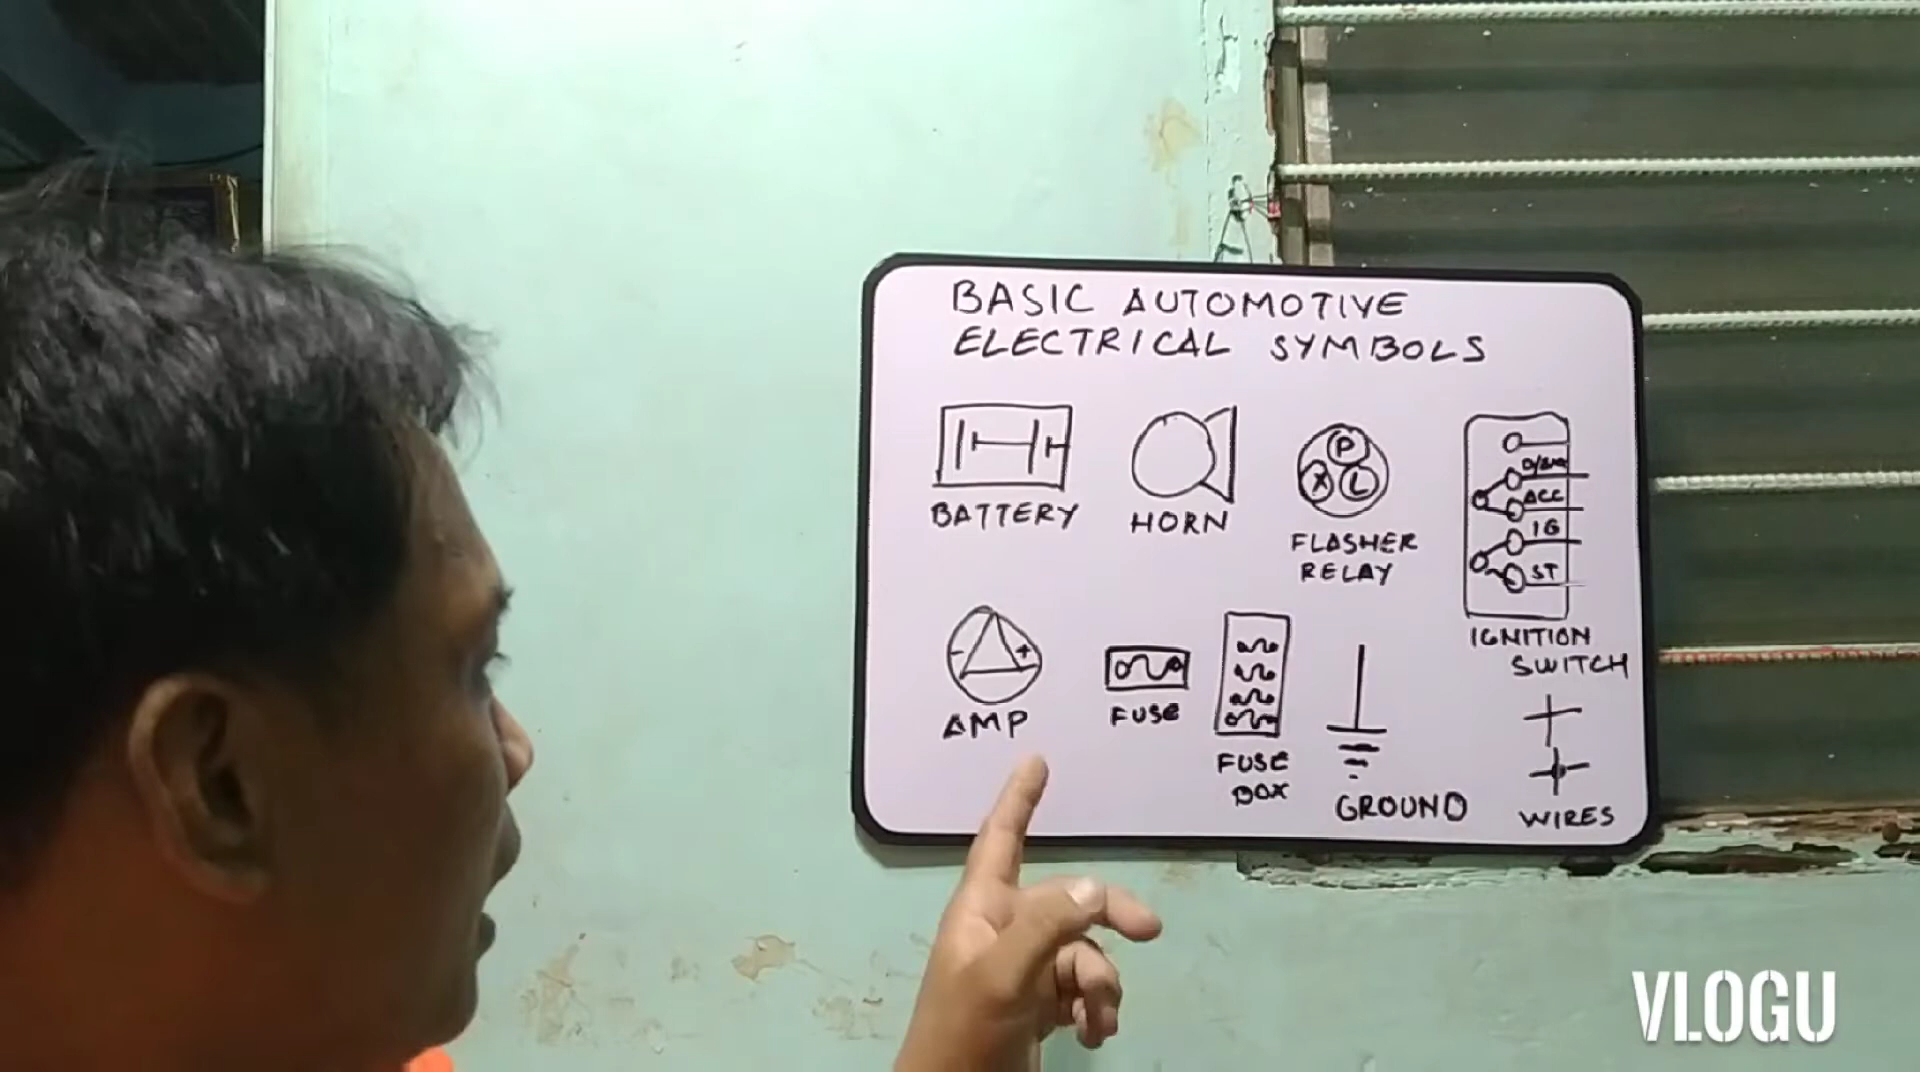 BASIC AUTOMOTIVE
ELECTRICAL SYMBOLS
BATTERY
HORN
P
X L
FLASHER
RELAY
ACC
IG
ST
IGNITION
SWITCH
- +
AMP
FUSE
FUSE
BOX
GROUND
WIRES
VLOGU